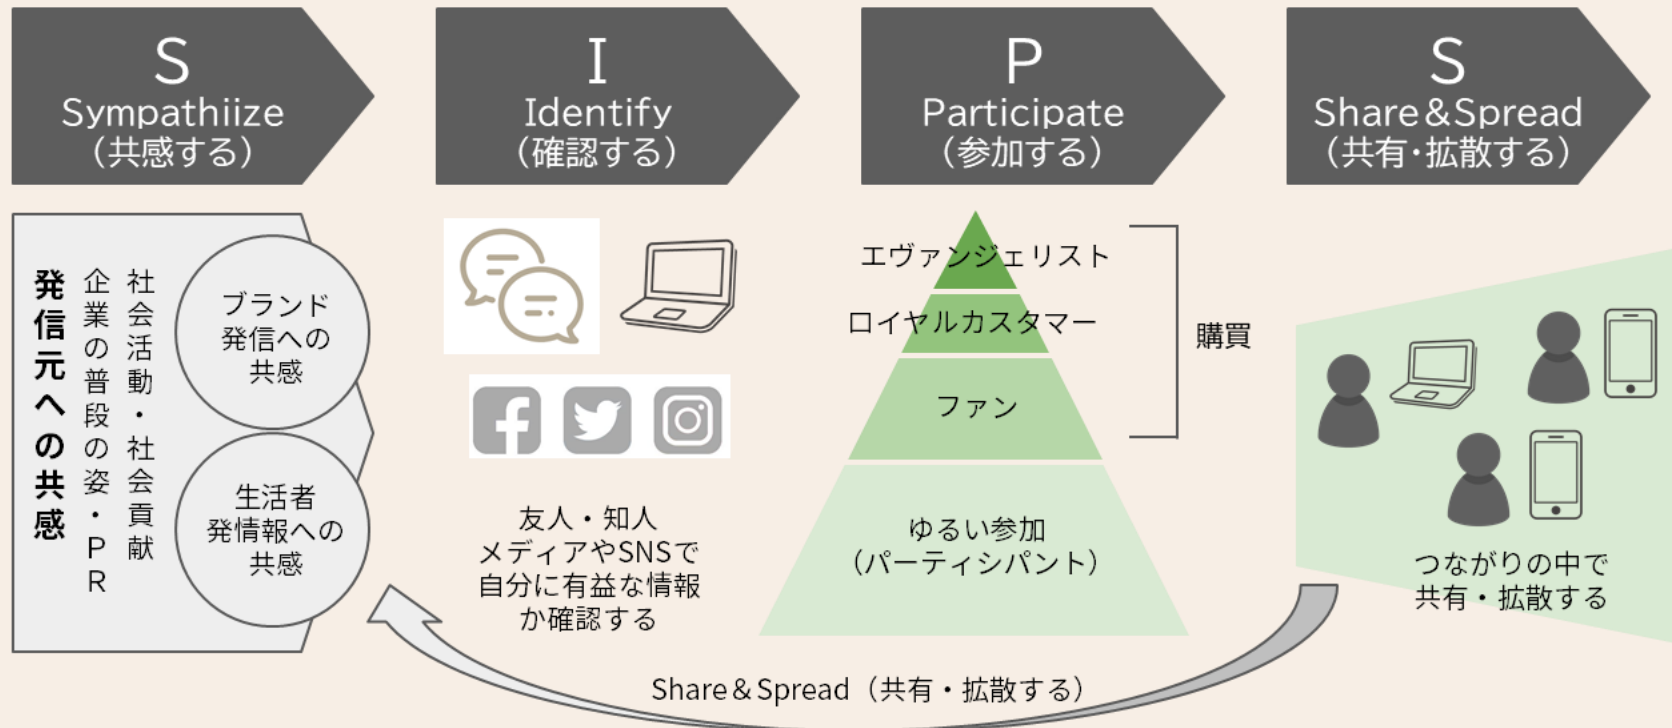 S
Sympathiize
（共感する）
I
Identify
（確認する）
P
Participate
（参加する）
S
Share&Spread
（共有･拡散する）
発信元への共感
企業の普段の姿・PR
社会活動・社会貢献
ブランド
発信への
共感
生活者
発情報への
共感
友人・知人
メディアやSNSで
自分に有益な情報
か確認する
エヴァンジェリスト
ロイヤルカスタマー
ファン
ゆるい参加
（パーティシパント）
購買
つながりの中で
共有・拡散する
Share＆Spread（共有・拡散する）